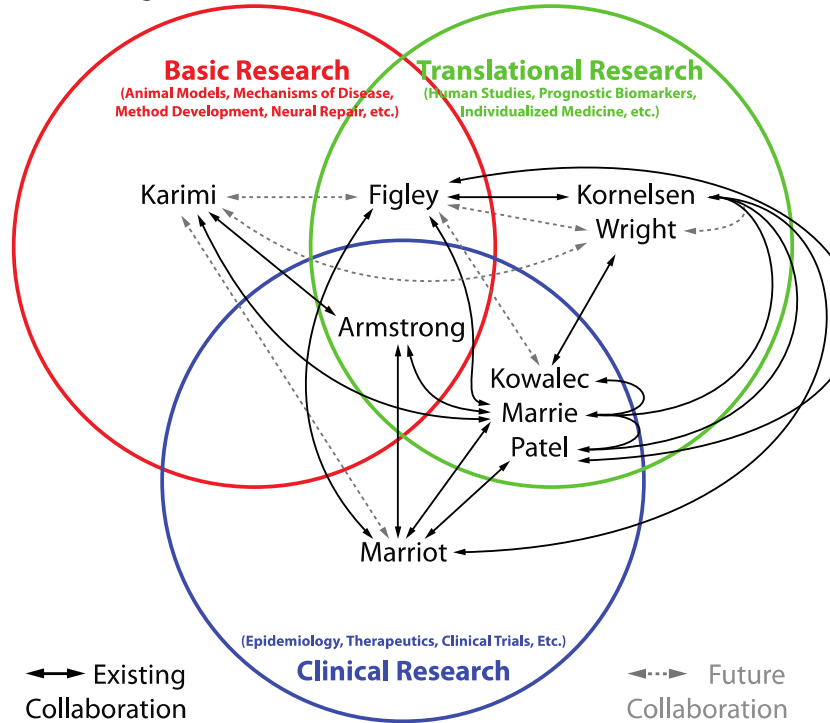 Basic Research
(Animal Models, Mechanisms of Disease,
Method Development, Neural Repair, etc.)
Translational Research
(Human Studies, Prognostic Biomarkers,
Individualized Medicine, etc.)
Karimi
Figley
Kornelsen
Wright
Armstrong
Kowalec
Marrie
Patel
Marriot
(Epidemiology, Therapeutics, Clinical Trials, Etc.)
Clinical Research
Existing
Collaboration
Future
Collaboration